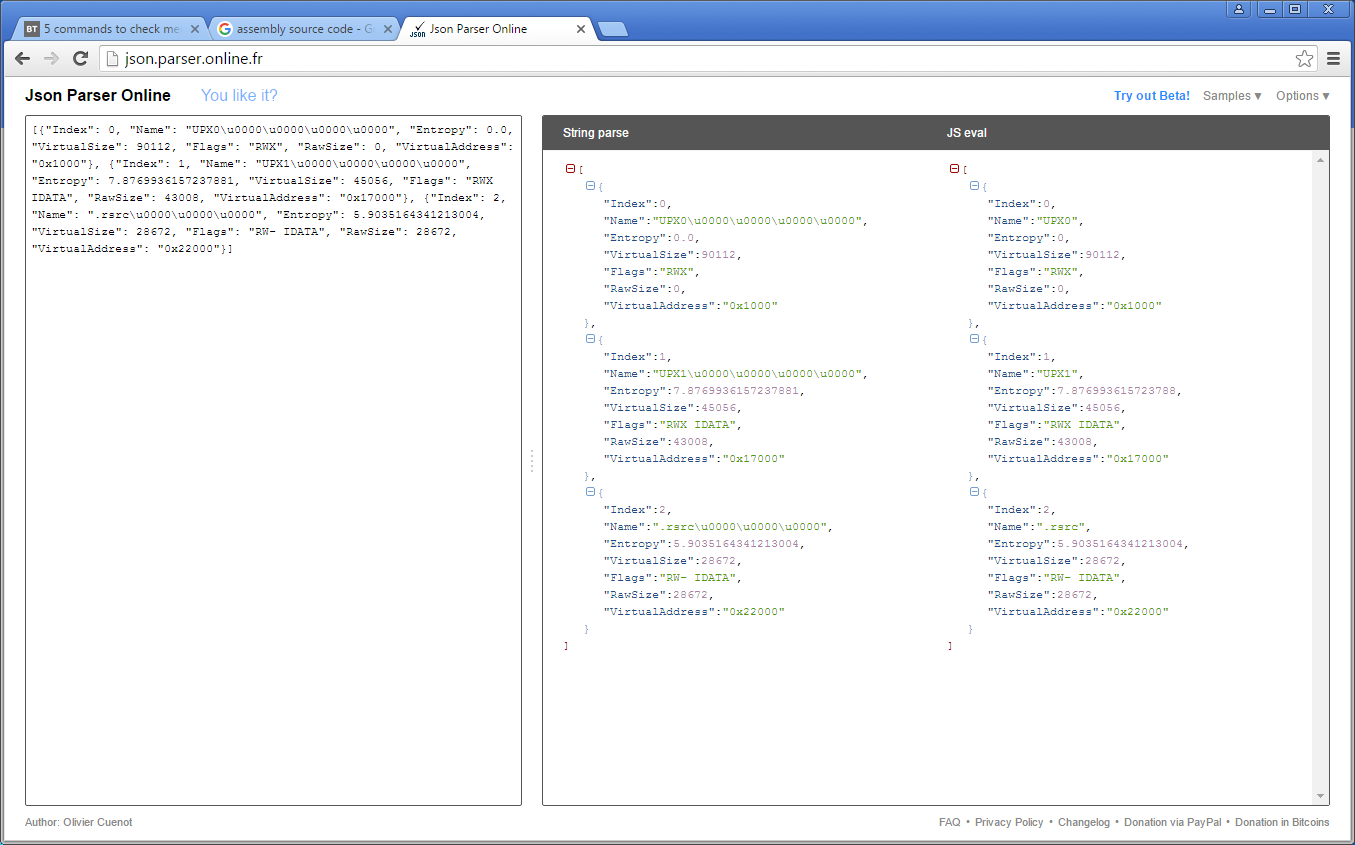 5 commands to check me
assembly source code - G
Json Parser Online
json.parser.online.fr
Json Parser Online You like it? Try out Beta! Samples ▼ Options ▼
[{"Index": 0, "Name": "UPX0\u0000\u0000\u0000\u0000", "Entropy": 0.0,
"VirtualSize": 90112, "Flags": "RWX", "RawSize": 0, "VirtualAddress":
"0x1000"}, {"Index": 1, "Name": "UPX1\u0000\u0000\u0000\u0000",
"Entropy": 7.8769936157237881, "VirtualSize": 45056, "Flags": "RWX
IDATA", "RawSize": 43008, "VirtualAddress": "0x17000"}, {"Index": 2,
"Name": ".rsrc\u0000\u0000\u0000", "Entropy": 5.9035164341213004,
"VirtualSize": 28672, "Flags": "RW- IDATA", "RawSize": 28672,
"VirtualAddress": "0x22000"}]
String parse
[
{
"Index":0,
"Name":"UPX0\u0000\u0000\u0000\u0000",
"Entropy":0.0,
"VirtualSize":90112,
"Flags":"RWX",
"RawSize":0,
"VirtualAddress":"0x1000"
},
{
"Index":1,
"Name":"UPX1\u0000\u0000\u0000\u0000",
"Entropy":7.8769936157237881,
"VirtualSize":45056,
"Flags":"RWX IDATA",
"RawSize":43008,
"VirtualAddress":"0x17000"
},
{
"Index":2,
"Name":".rsrc\u0000\u0000\u0000",
"Entropy":5.9035164341213004,
"VirtualSize":28672,
"Flags":"RW- IDATA",
"RawSize":28672,
"VirtualAddress":"0x22000"
}
]
JS eval
[
{
"Index":0,
"Name":"UPX0",
"Entropy":0,
"VirtualSize":90112,
"Flags":"RWX",
"RawSize":0,
"VirtualAddress":"0x1000"
},
{
"Index":1,
"Name":"UPX1",
"Entropy":7.876993615723788,
"VirtualSize":45056,
"Flags":"RWX IDATA",
"RawSize":43008,
"VirtualAddress":"0x17000"
},
{
"Index":2,
"Name":".rsrc",
"Entropy":5.9035164341213004,
"VirtualSize":28672,
"Flags":"RW- IDATA",
"RawSize":28672,
"VirtualAddress":"0x22000"
}
]
Author: Olivier Cuenot
FAQ • Privacy Policy • Changelog • Donation via PayPal • Donation in Bitcoins